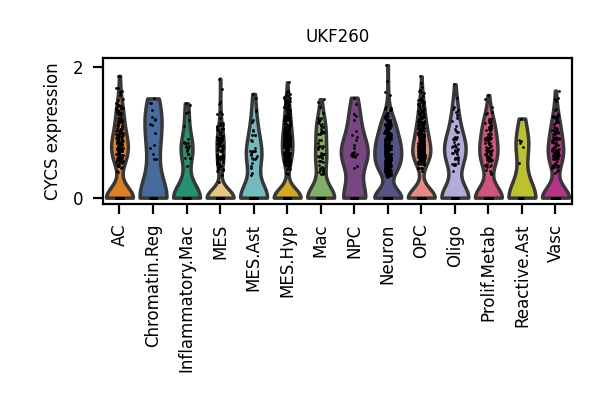 UKF260
CYCS expression
2
0
AC
Chromatin.Reg
Inflammatory.Mac
MES
MES.Ast
MES.Hyp
Mac
NPC
Neuron
OPC
Oligo
Prolif.Metab
Reactive.Ast
Vasc